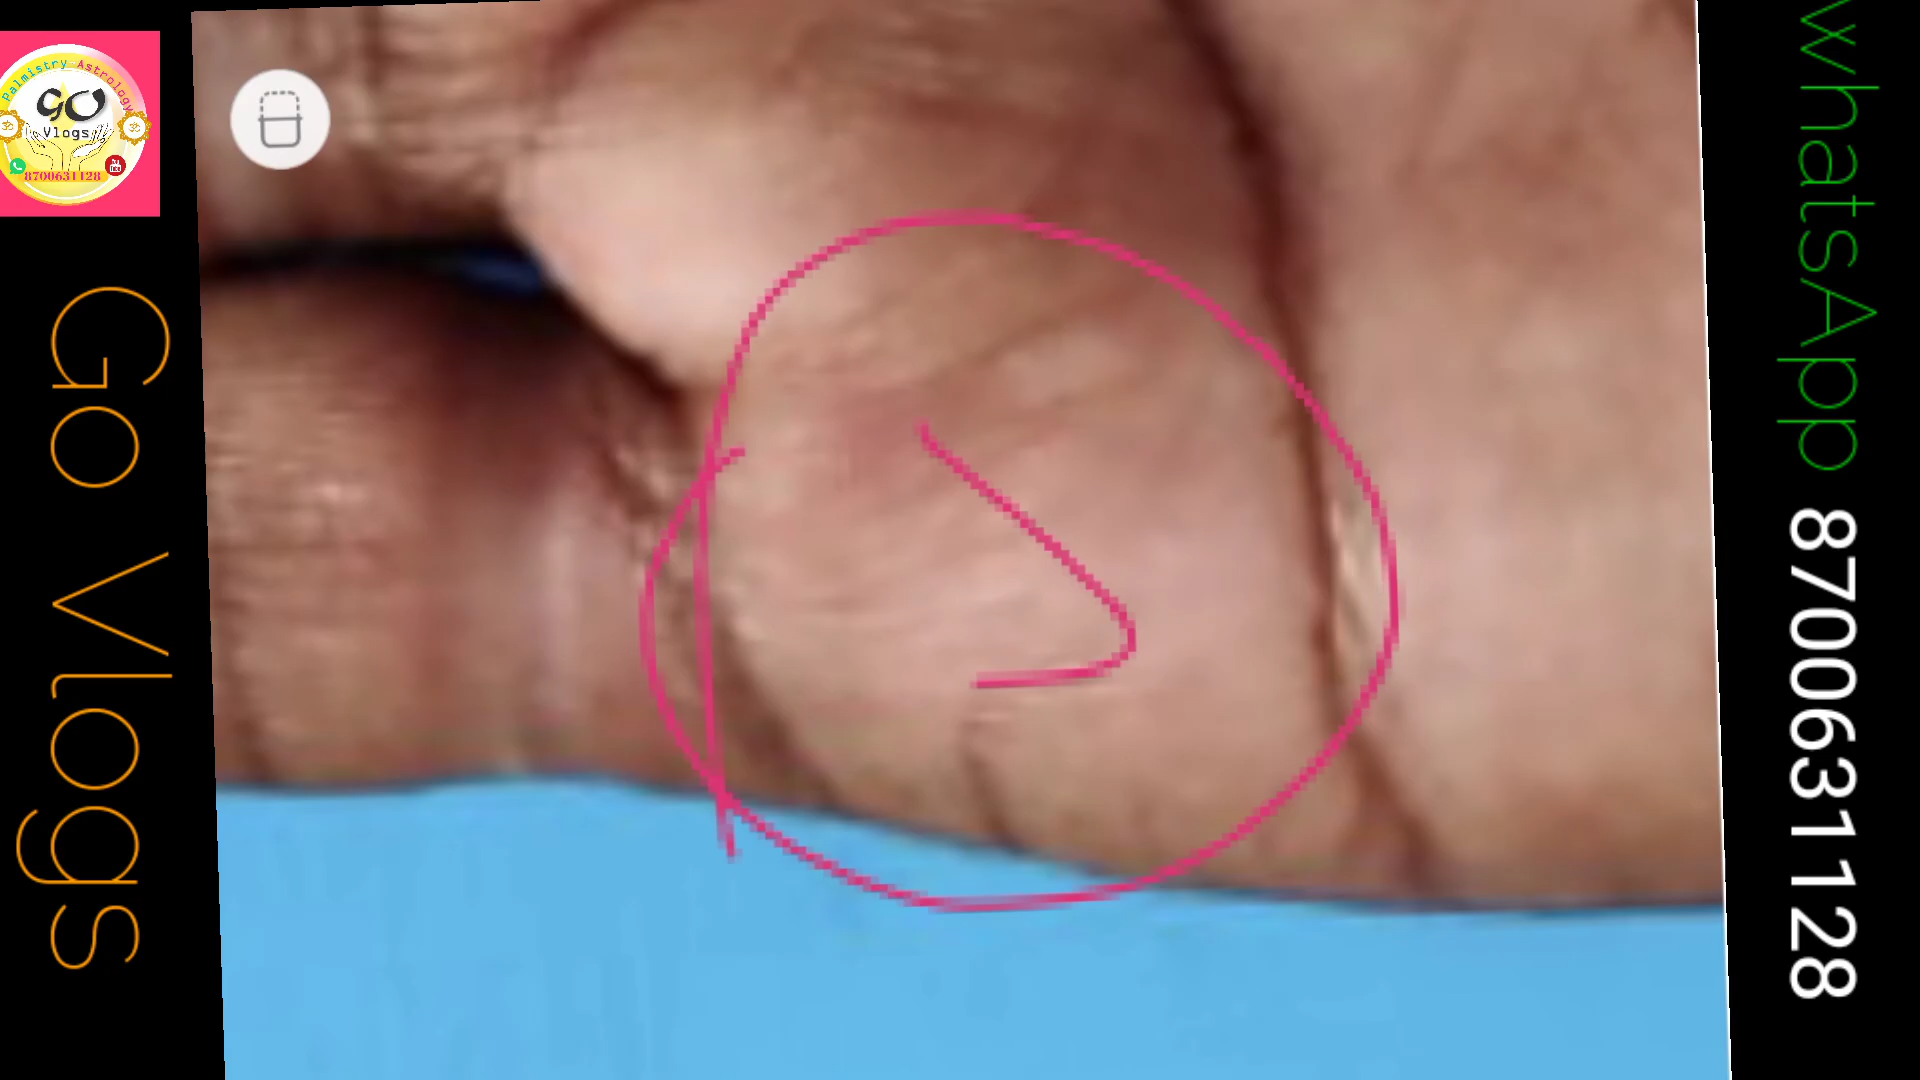 Palmistry Astrology
GO
Vlogs
8700631128
Go Vlogs
WhatsApp 8700631128